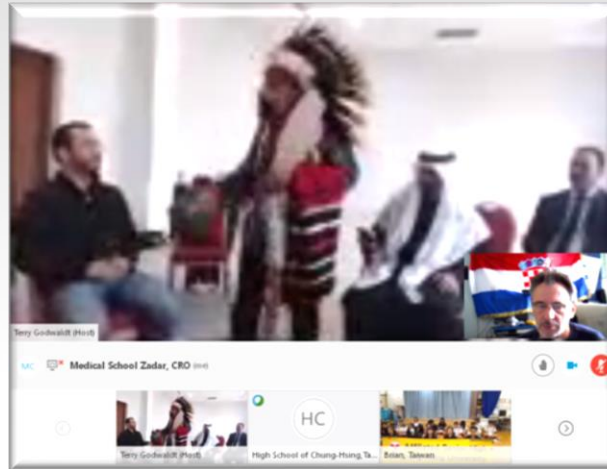 Terry Godwaldt (Host)
MC
Medical School Zadar, CRO (me)
HC
Terry Godwaldt (Host)
High School of Chung-Hsing, Ta...
Brian, Taiwan